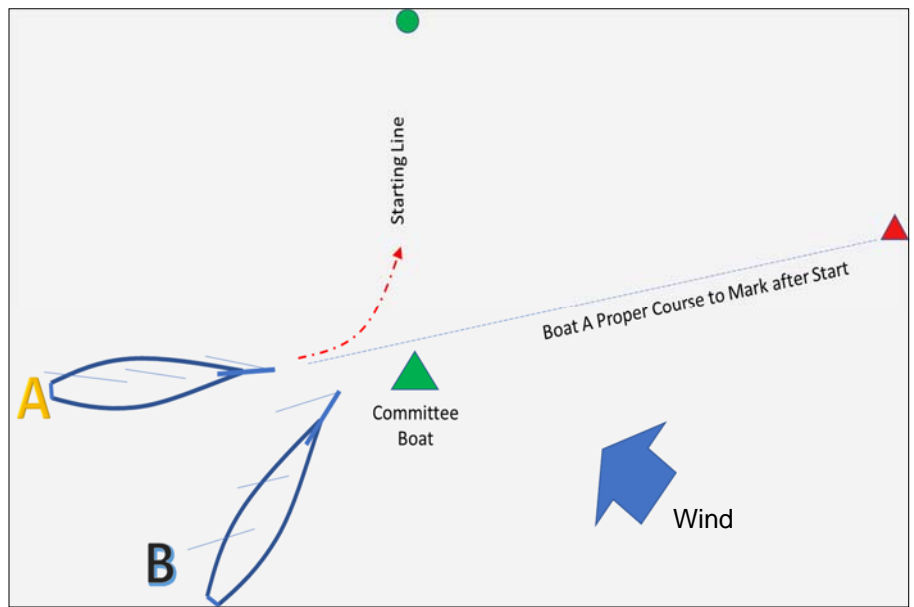 Starting Line
Boat A Proper Course to Mark after Start
A
Committee
Boat
Wind
B